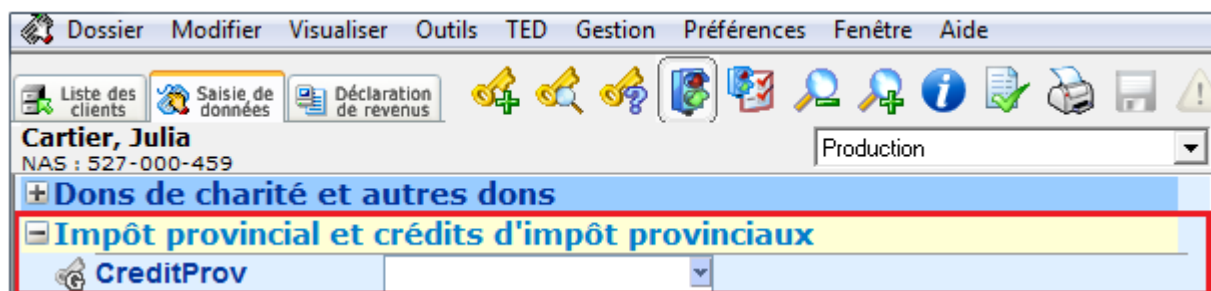 Dossier Modifier Visualiser Outils TED Gestion Préférences Fenêtre Aide
Liste des clients
Saisie de données
Déclaration de revenus
Cartier, Julia
NAS : 527-000-459
Production
Dons de charité et autres dons
Impôt provincial et crédits d'impôt provinciaux
CreditProv